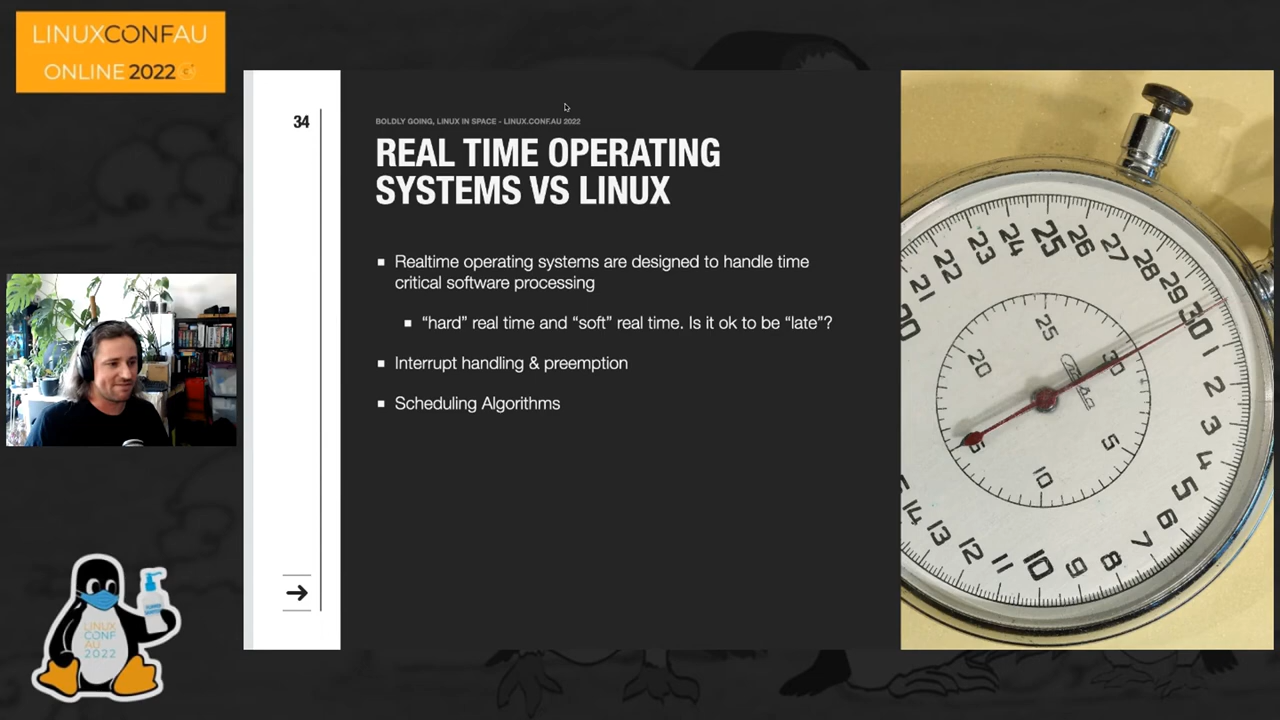 LINUXCONFAU
ONLINE 2022
34
BOLDLY GOING, LINUX IN SPACE - LINUX.CONF.AU 2022
REAL TIME OPERATING
SYSTEMS VS LINUX
Realtime operating systems are designed to handle time
critical software processing
“hard” real time and “soft” real time. Is it ok to be “late”?
Interrupt handling & preemption
Scheduling Algorithms
LINUX
CONF
AU
2022
21
22
23
24
25
26
27
28
29
30
1
2
3
4
5
6
7
8
9
10
11
12
13
14
25
30
5
10
20